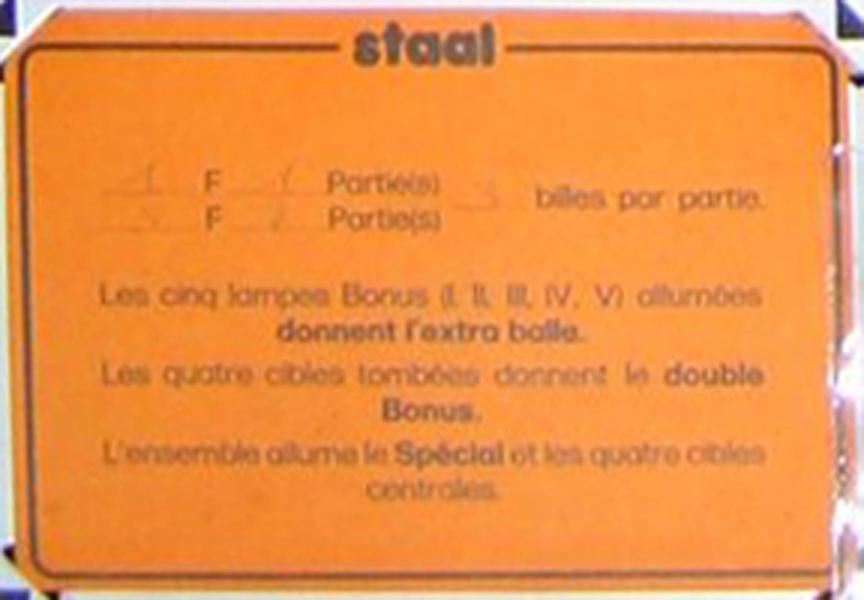 staal
1 F 1 Partie(s)
F 2 Partie(s)
3 billes par partie.
Les cinq lampes Bonus (I, II, III, IV, V) allumées
donnent l'extra balle.
Les quatre cibles tombées donnent le double
Bonus.
L'ensemble allume le Spécial et les quatre cibles
centrales.